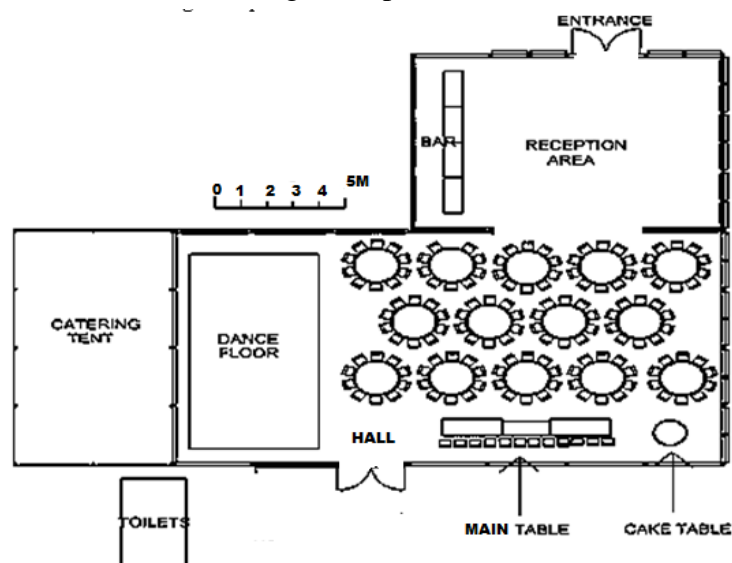 ENTRANCE
BAR
RECEPTION
AREA
0 1 2 3 4 5M
CATERING
TENT
DANCE
FLOOR
HALL
TOILETS
MAIN TABLE
CAKE TABLE